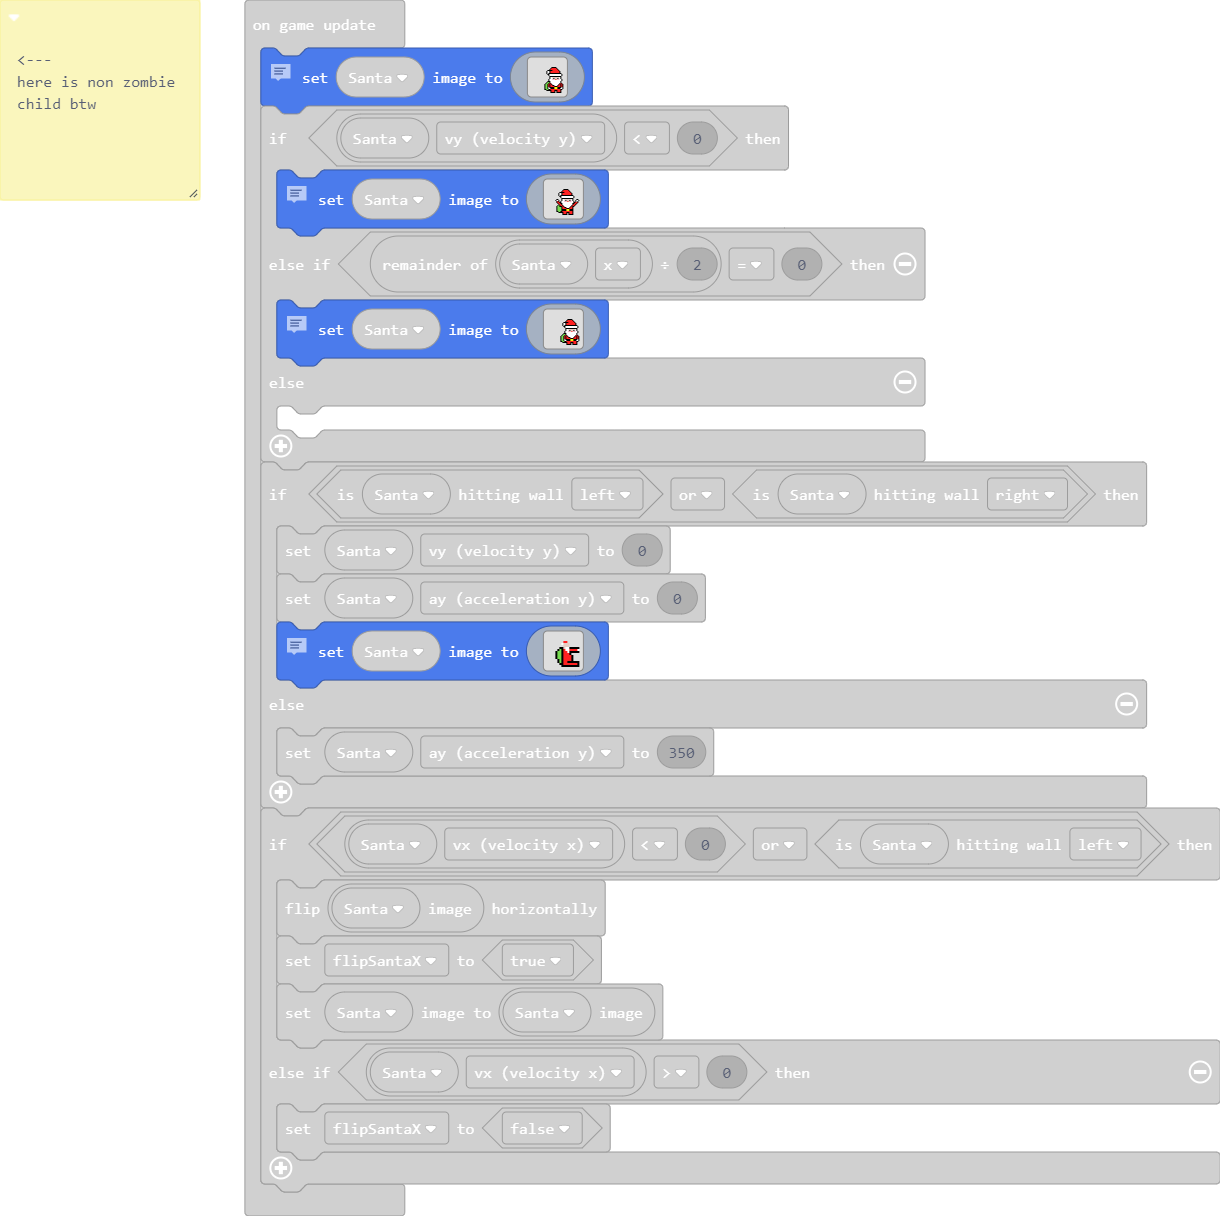 <---
here is non zombie
child btw
on game update
set Santa image to
if Santa vy (velocity y) < 0 then
set Santa image to
else if remainder of Santa x ÷ 2 = 0 then
set Santa image to
else
if is Santa hitting wall left or is Santa hitting wall right then
set Santa vy (velocity y) to 0
set Santa ay (acceleration y) to 0
set Santa image to
else
set Santa ay (acceleration y) to 350
if Santa vx (velocity x) < 0 or is Santa hitting wall left then
flip Santa image horizontally
set flipSantaX to true
set Santa image to Santa image
else if Santa vx (velocity x) > 0 then
set flipSantaX to false